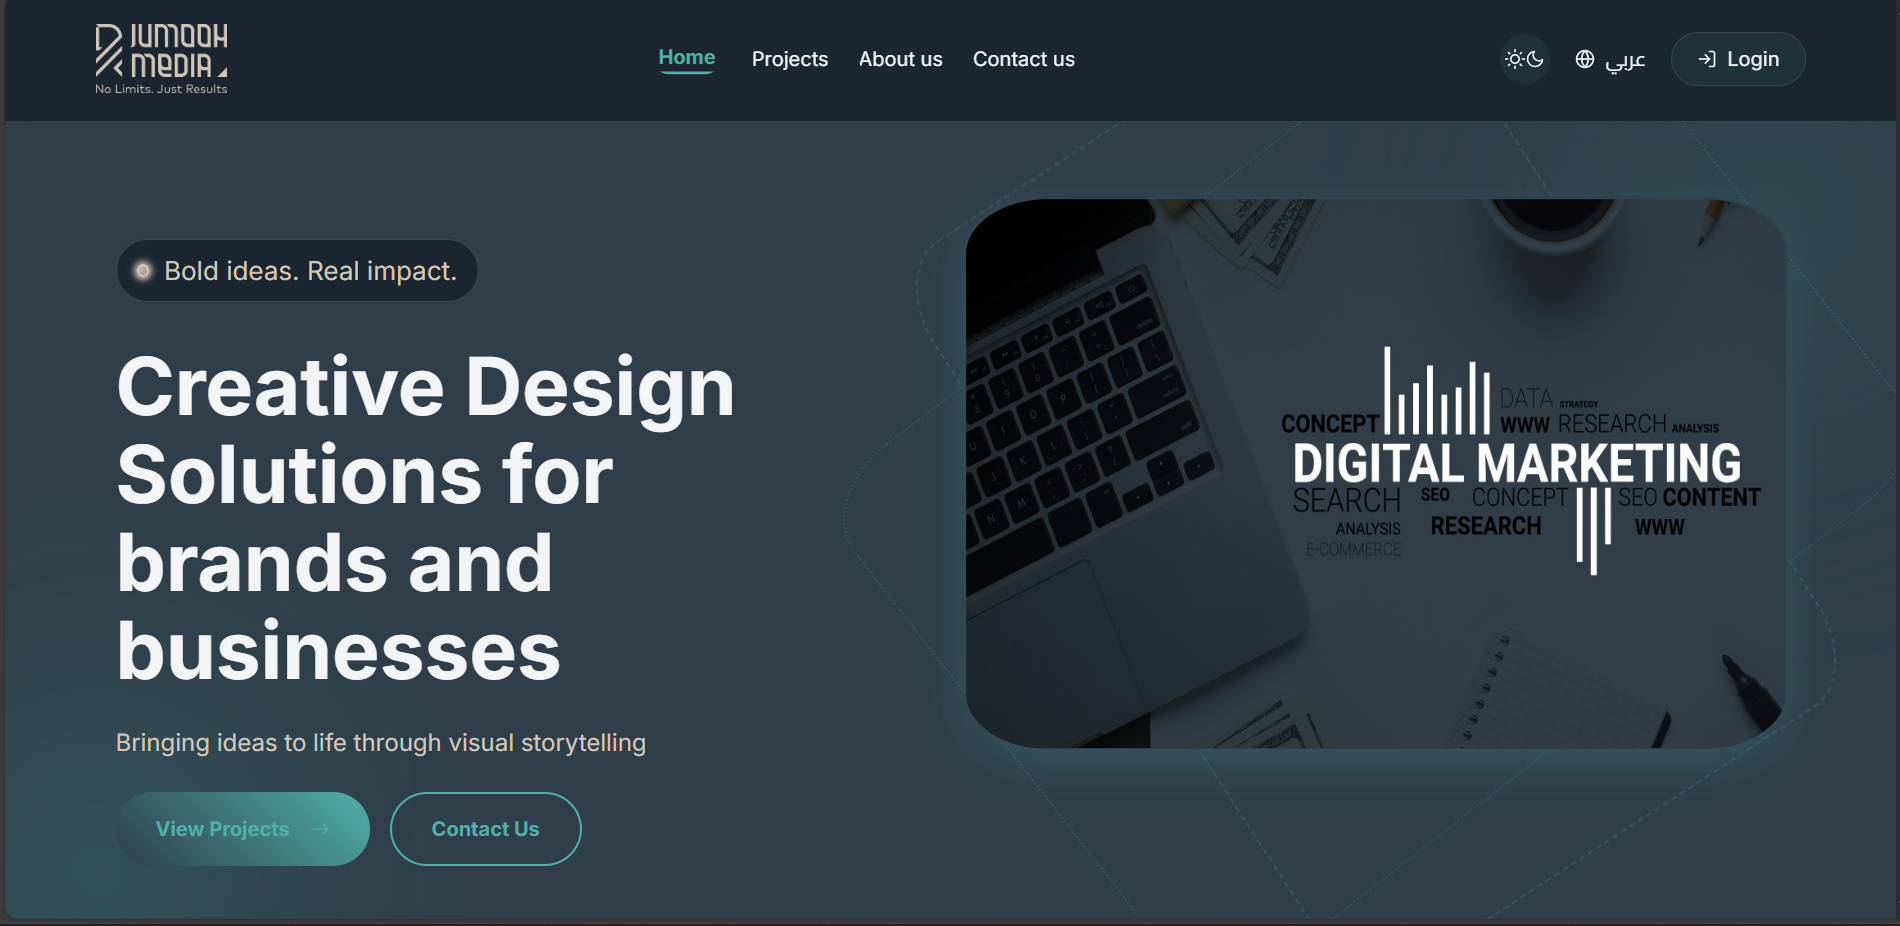 JUMOOH
MEDIA
No Limits. Just Results
Home
Projects
About us
Contact us
عربي
Login
Bold ideas. Real impact.
Creative Design
Solutions for
brands and
businesses
Bringing ideas to life through visual storytelling
View Projects
Contact Us
DATA STRATEGY
CONCEPT WWW RESEARCH ANALYSIS
DIGITAL MARKETING
SEARCH SEO CONCEPT SEO CONTENT
ANALYSIS RESEARCH WWW
E-COMMERCE